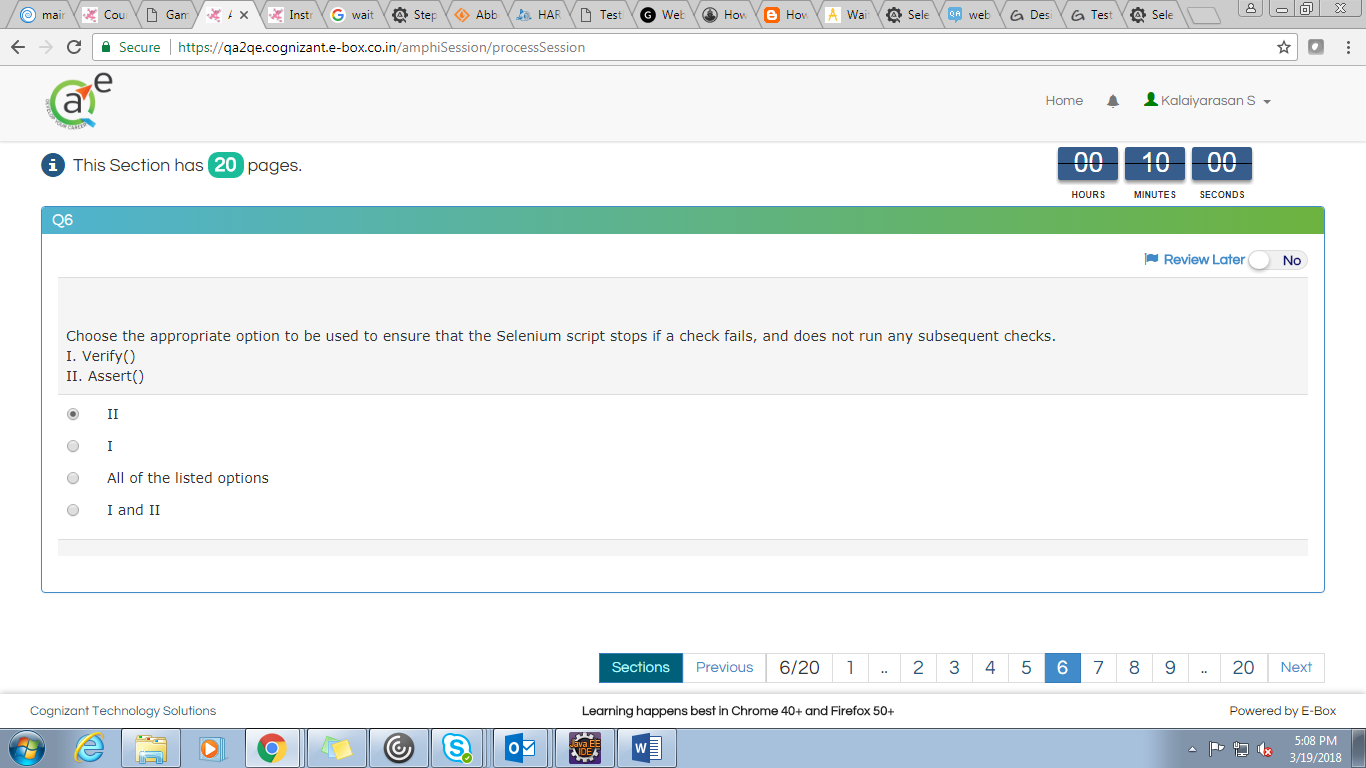 mai
Cou
Gam
A
Instr
wait
Step
Abb
HAR
Test
Web
How
How
Wai
Sele
web
Desi
Test
Sele
Secure
https://qa2qe.cognizant.e-box.co.in/amphiSession/processSession
a e
Home
Kalaiyarasan S
This Section has 20 pages.
00 10 00
HOURS MINUTES SECONDS
Q6
Review Later No
Choose the appropriate option to be used to ensure that the Selenium script stops if a check fails, and does not run any subsequent checks.
I. Verify()
II. Assert()
II
I
All of the listed options
I and II
Sections Previous 6/20 1 .. 2 3 4 5 6 7 8 9 .. 20 Next
Cognizant Technology Solutions
Learning happens best in Chrome 40+ and Firefox 50+
Powered by E-Box
Java EE
IDE
5:08 PM
3/19/2018